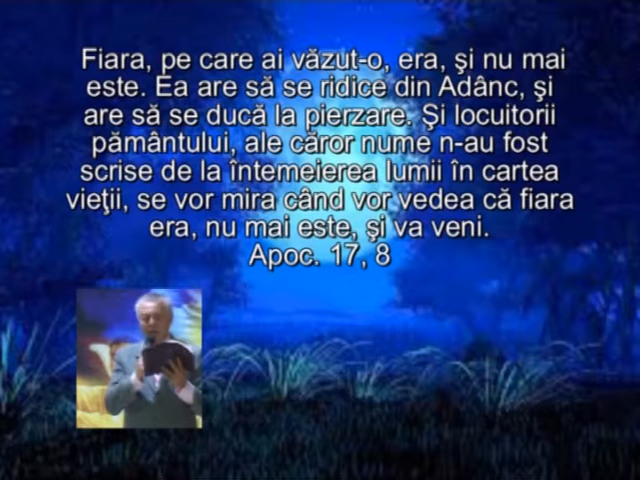 Fiara, pe care ai văzut-o, era, şi nu mai
este. Ea are să se ridice din Adânc, şi
are să se ducă la pierzare. Şi locuitorii
pământului, ale căror nume n-au fost
scrise de la întemeierea lumii în cartea
vieţii, se vor mira când vor vedea că fiara
era, nu mai este, şi va veni.
Apoc. 17, 8